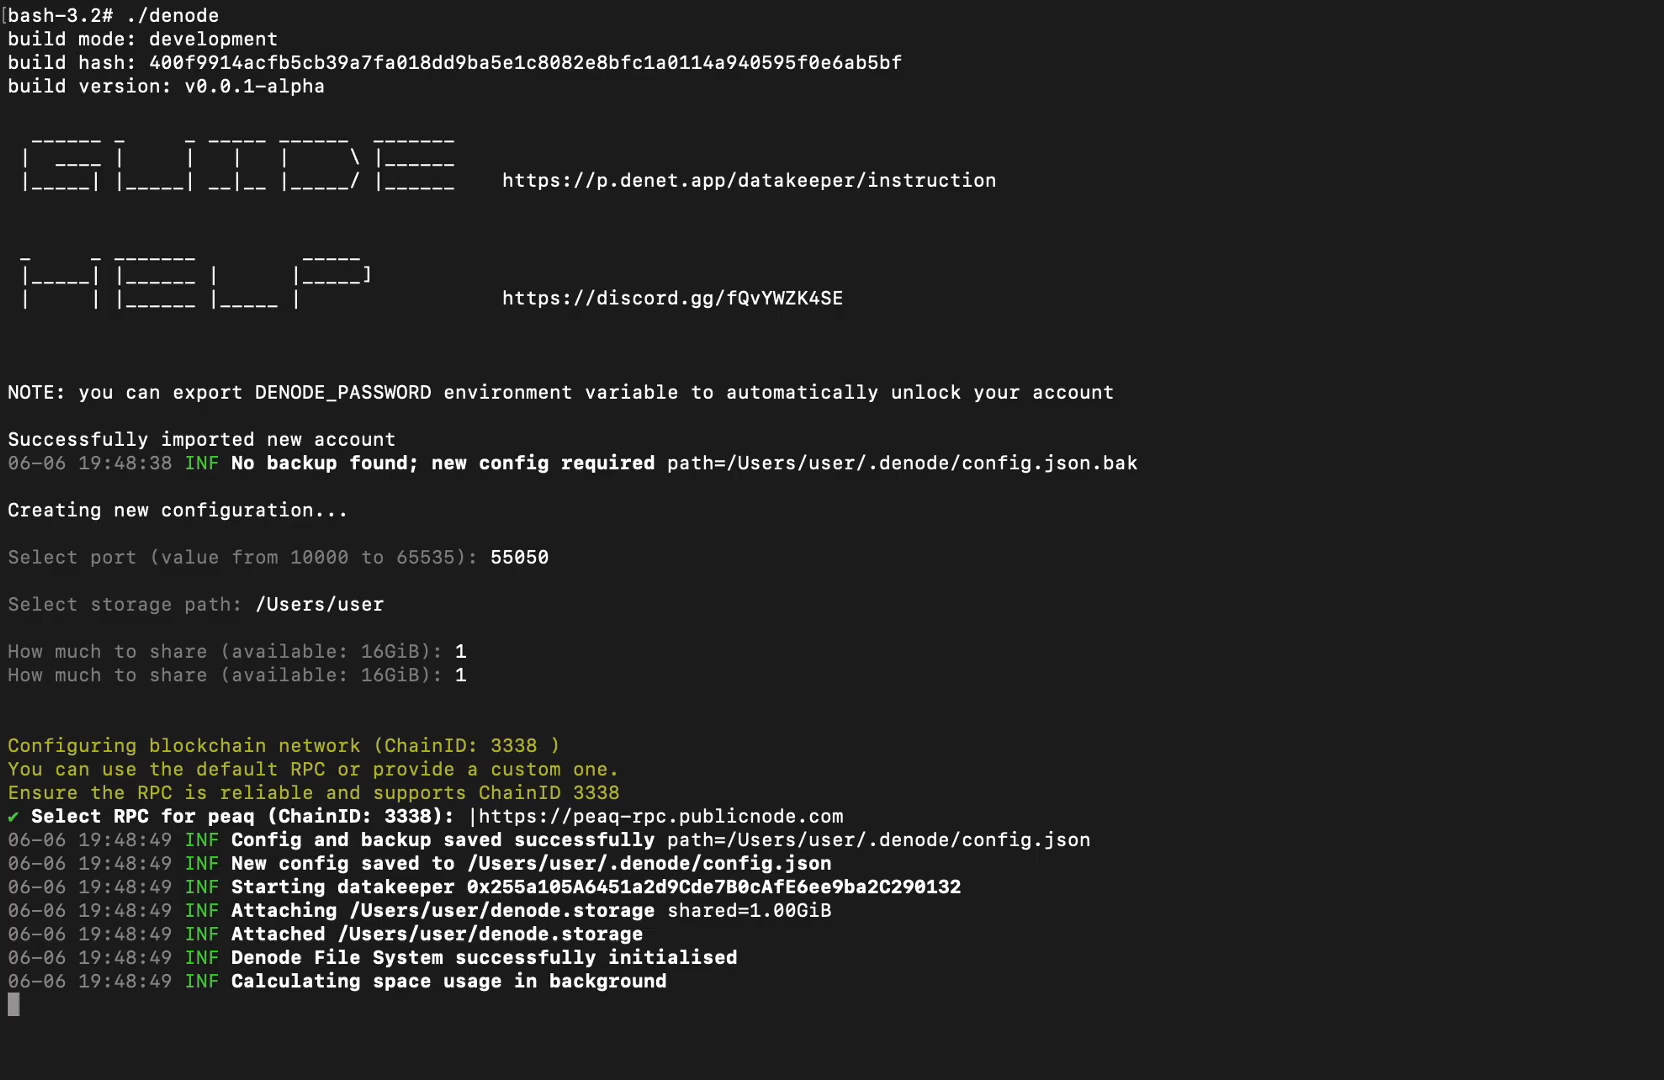 [bash-3.2# ./denode
build mode: development
build hash: 400f9914acfb5cb39a7fa018dd9ba5e1c8082e8bfc1a0114a940595f0e6ab5bf
build version: v0.0.1-alpha
GUIDE https://p.denet.app/datakeeper/instruction
HELP https://discord.gg/fQvYWZK4SE
NOTE: you can export DENODE_PASSWORD environment variable to automatically unlock your account
Successfully imported new account
06-06 19:48:38 INF No backup found; new config required path=/Users/user/.denode/config.json.bak
Creating new configuration...
Select port (value from 10000 to 65535): 55050
Select storage path: /Users/user
How much to share (available: 16GiB): 1
How much to share (available: 16GiB): 1
Configuring blockchain network (ChainID: 3338 )
You can use the default RPC or provide a custom one.
Ensure the RPC is reliable and supports ChainID 3338
✔ Select RPC for peaq (ChainID: 3338): |https://peaq-rpc.publicnode.com
06-06 19:48:49 INF Config and backup saved successfully path=/Users/user/.denode/config.json
06-06 19:48:49 INF New config saved to /Users/user/.denode/config.json
06-06 19:48:49 INF Starting datakeeper 0x255a105A6451a2d9Cde7B0cAfE6ee9ba2C290132
06-06 19:48:49 INF Attaching /Users/user/denode.storage shared=1.00GiB
06-06 19:48:49 INF Attached /Users/user/denode.storage
06-06 19:48:49 INF Denode File System successfully initialised
06-06 19:48:49 INF Calculating space usage in background